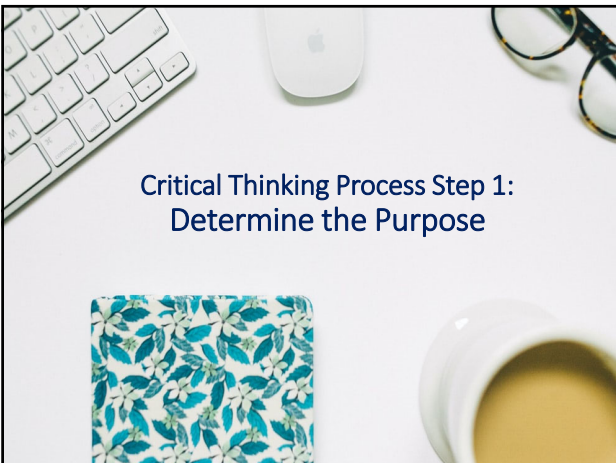 Critical Thinking Process Step 1:
Determine the Purpose